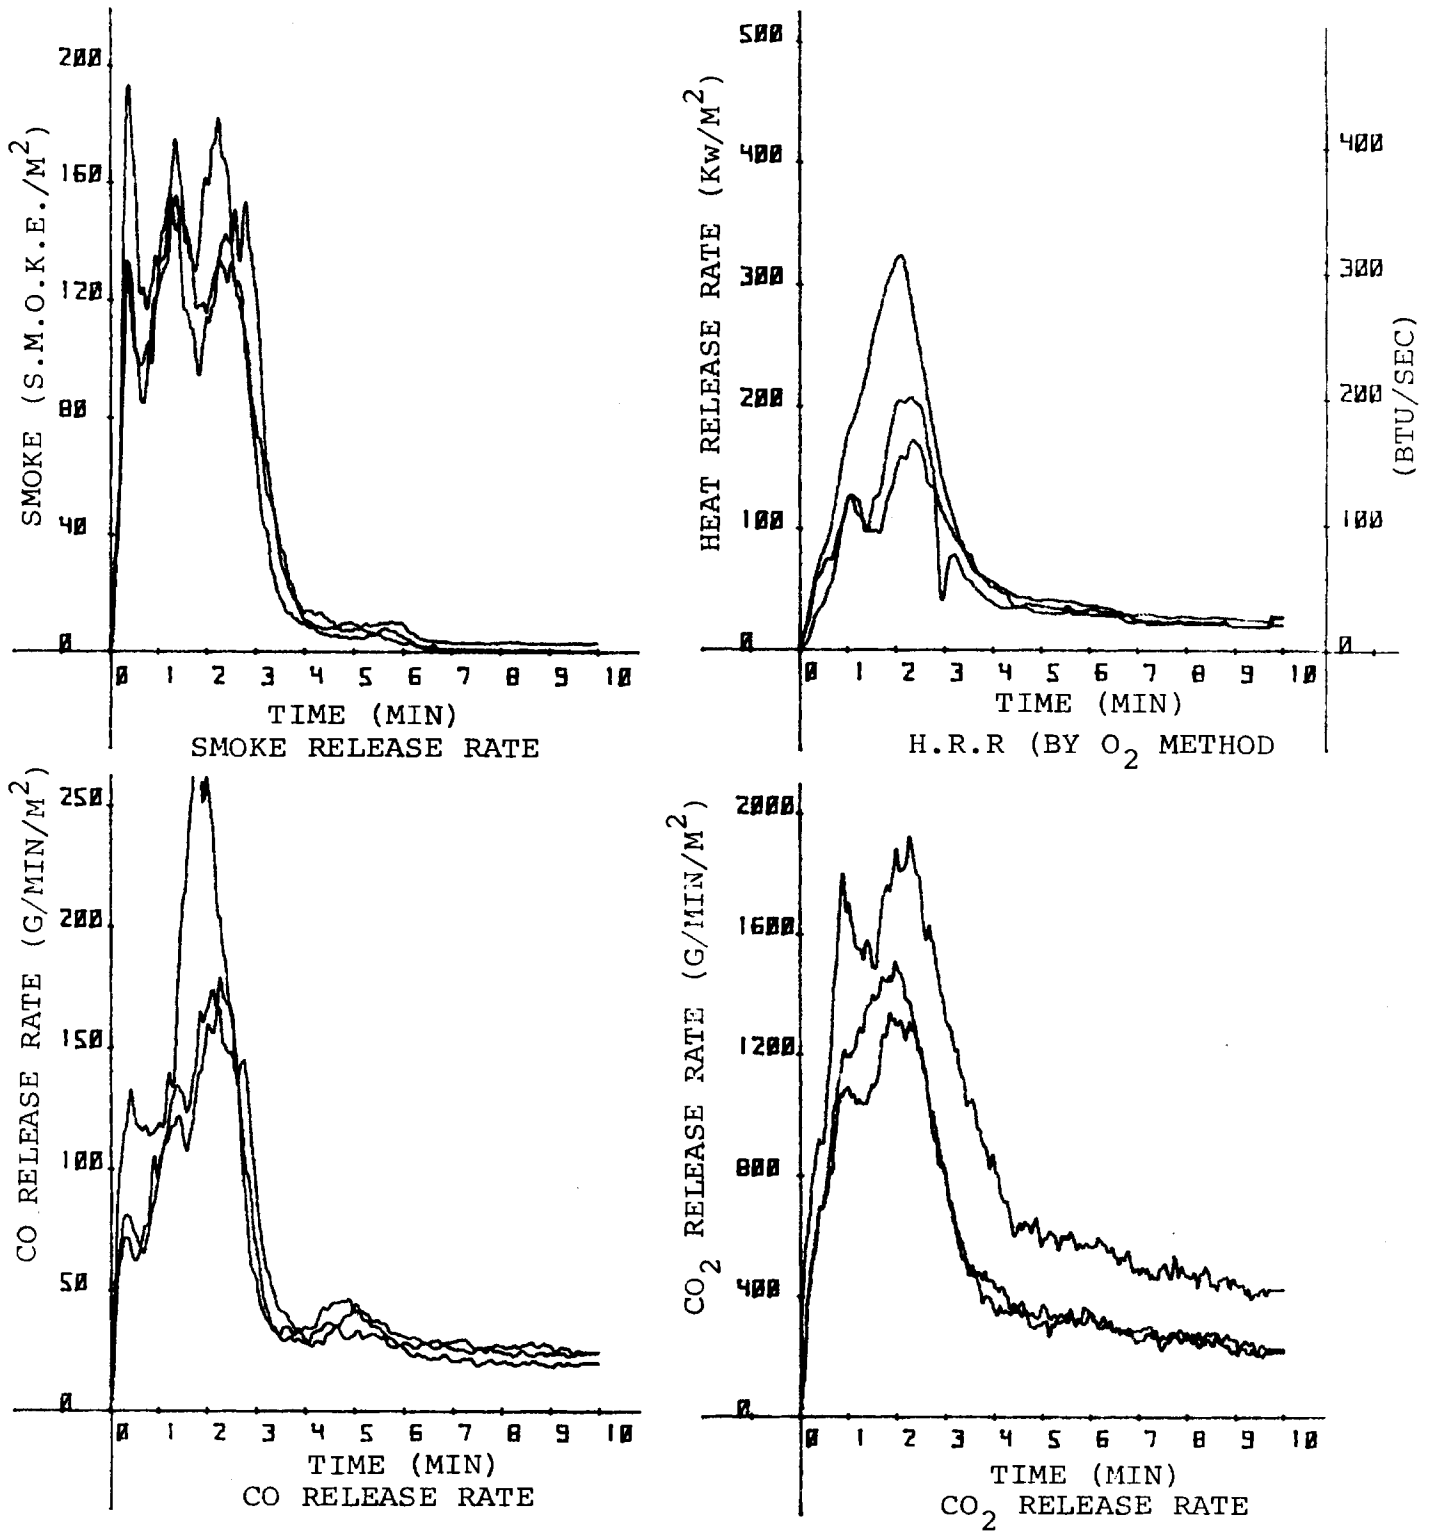 SMOKE (S.M.O.K.E./M²)
200
160
120
80
40
0
0 1 2 3 4 5 6 7 8 9 10
TIME (MIN)
SMOKE RELEASE RATE
HEAT RELEASE RATE (Kw/M²)
500
400
300
200
100
0
400
300
200
100
0
(BTU/SEC)
0 1 2 3 4 5 6 7 8 9 10
TIME (MIN)
H.R.R (BY O₂ METHOD
CO RELEASE RATE (G/MIN/M²)
250
200
150
100
50
0
0 1 2 3 4 5 6 7 8 9 10
TIME (MIN)
CO RELEASE RATE
CO₂ RELEASE RATE (G/MIN/M²)
2000
1600
1200
800
400
0
0 1 2 3 4 5 6 7 8 9 10
TIME (MIN)
CO₂ RELEASE RATE